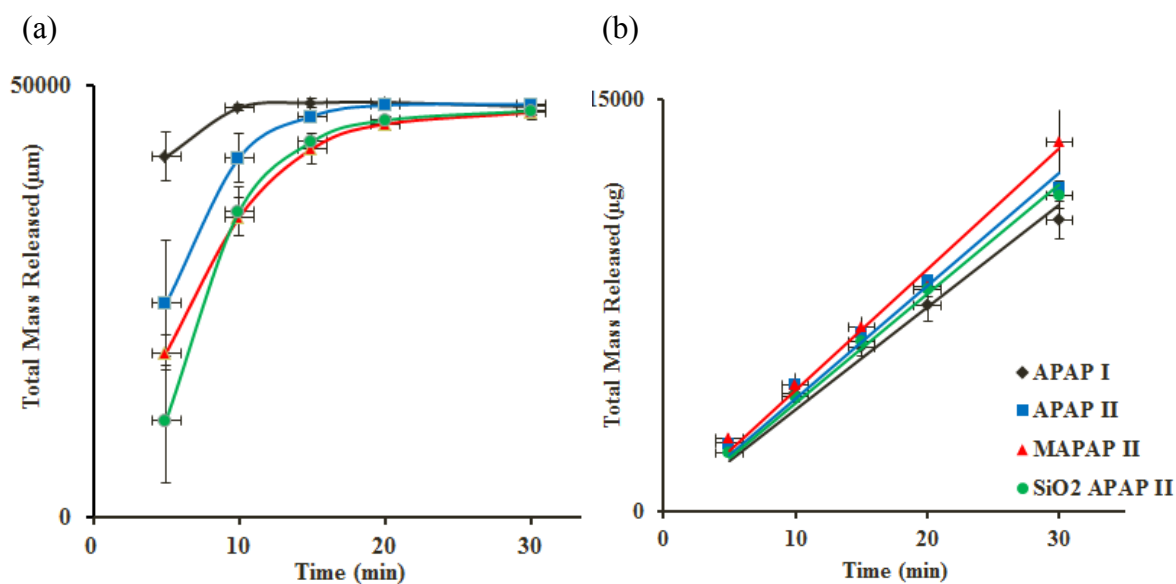 (a)
(b)
50000
Total Mass Released (µm)
0
0
10
20
30
Time (min)
15000
Total Mass Released (µg)
0
0
10
20
30
Time (min)
APAP I
APAP II
MAPAP II
SiO2 APAP II